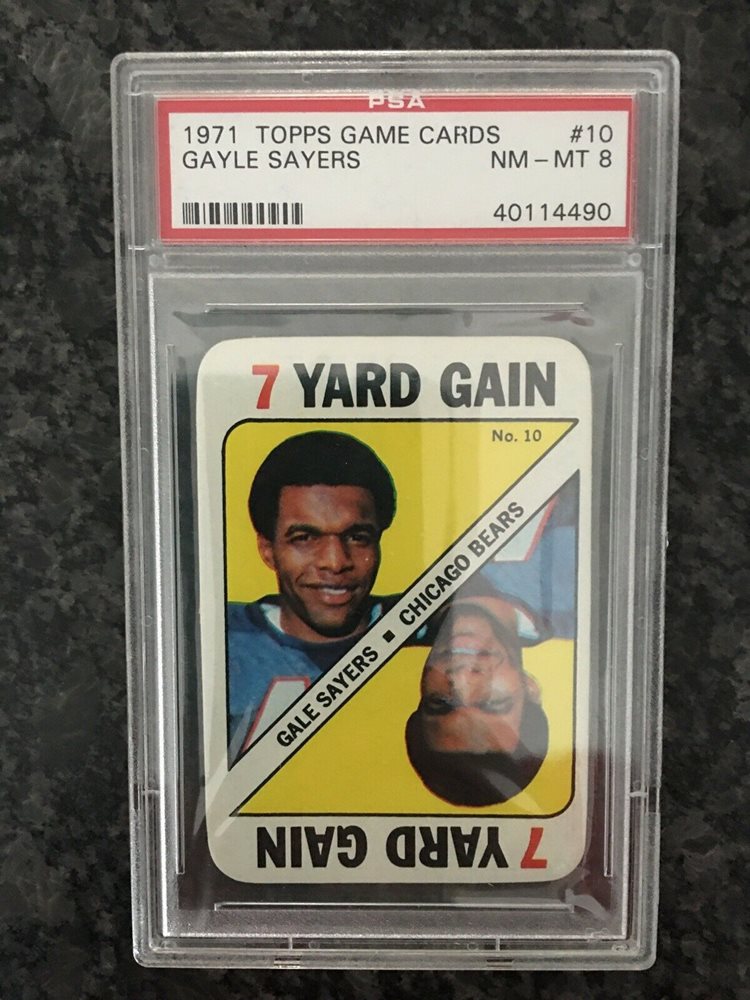 PSA
1971 TOPPS GAME CARDS #10
GAYLE SAYERS NM – MT 8
40114490
7 YARD GAIN
No. 10
GALE SAYERS ■ CHICAGO BEARS
7 YARD GAIN